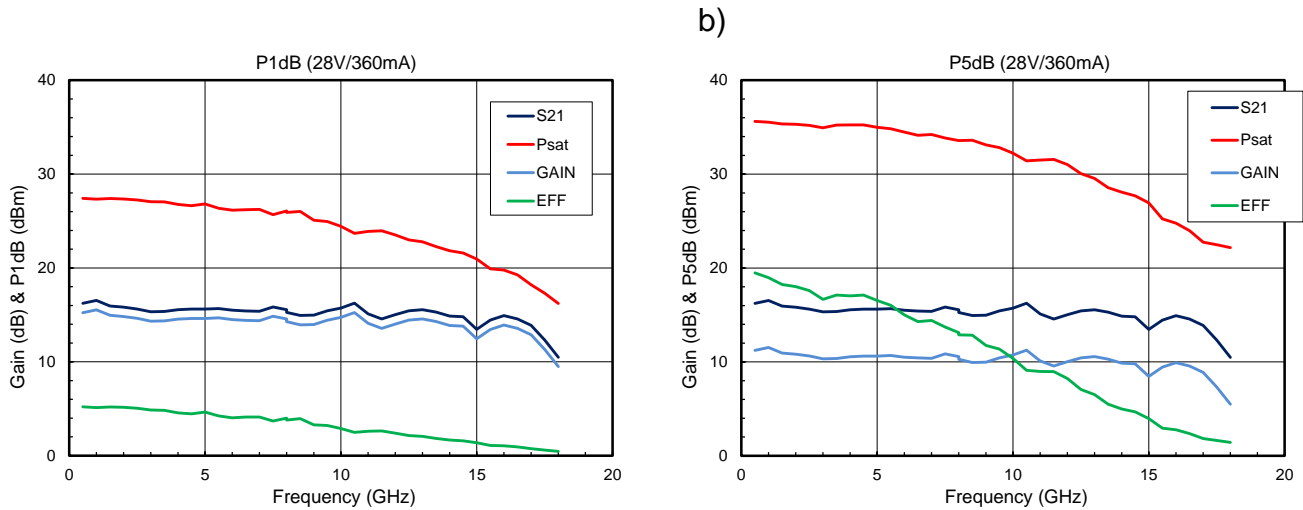 b)
P1dB (28V/360mA)
40
30
20
10
0
0 5 10 15 20
Gain (dB) & P1dB (dBm)
Frequency (GHz)
S21
Psat
GAIN
EFF
P5dB (28V/360mA)
40
30
20
10
0
0 5 10 15 20
Gain (dB) & P5dB (dBm)
Frequency (GHz)
S21
Psat
GAIN
EFF